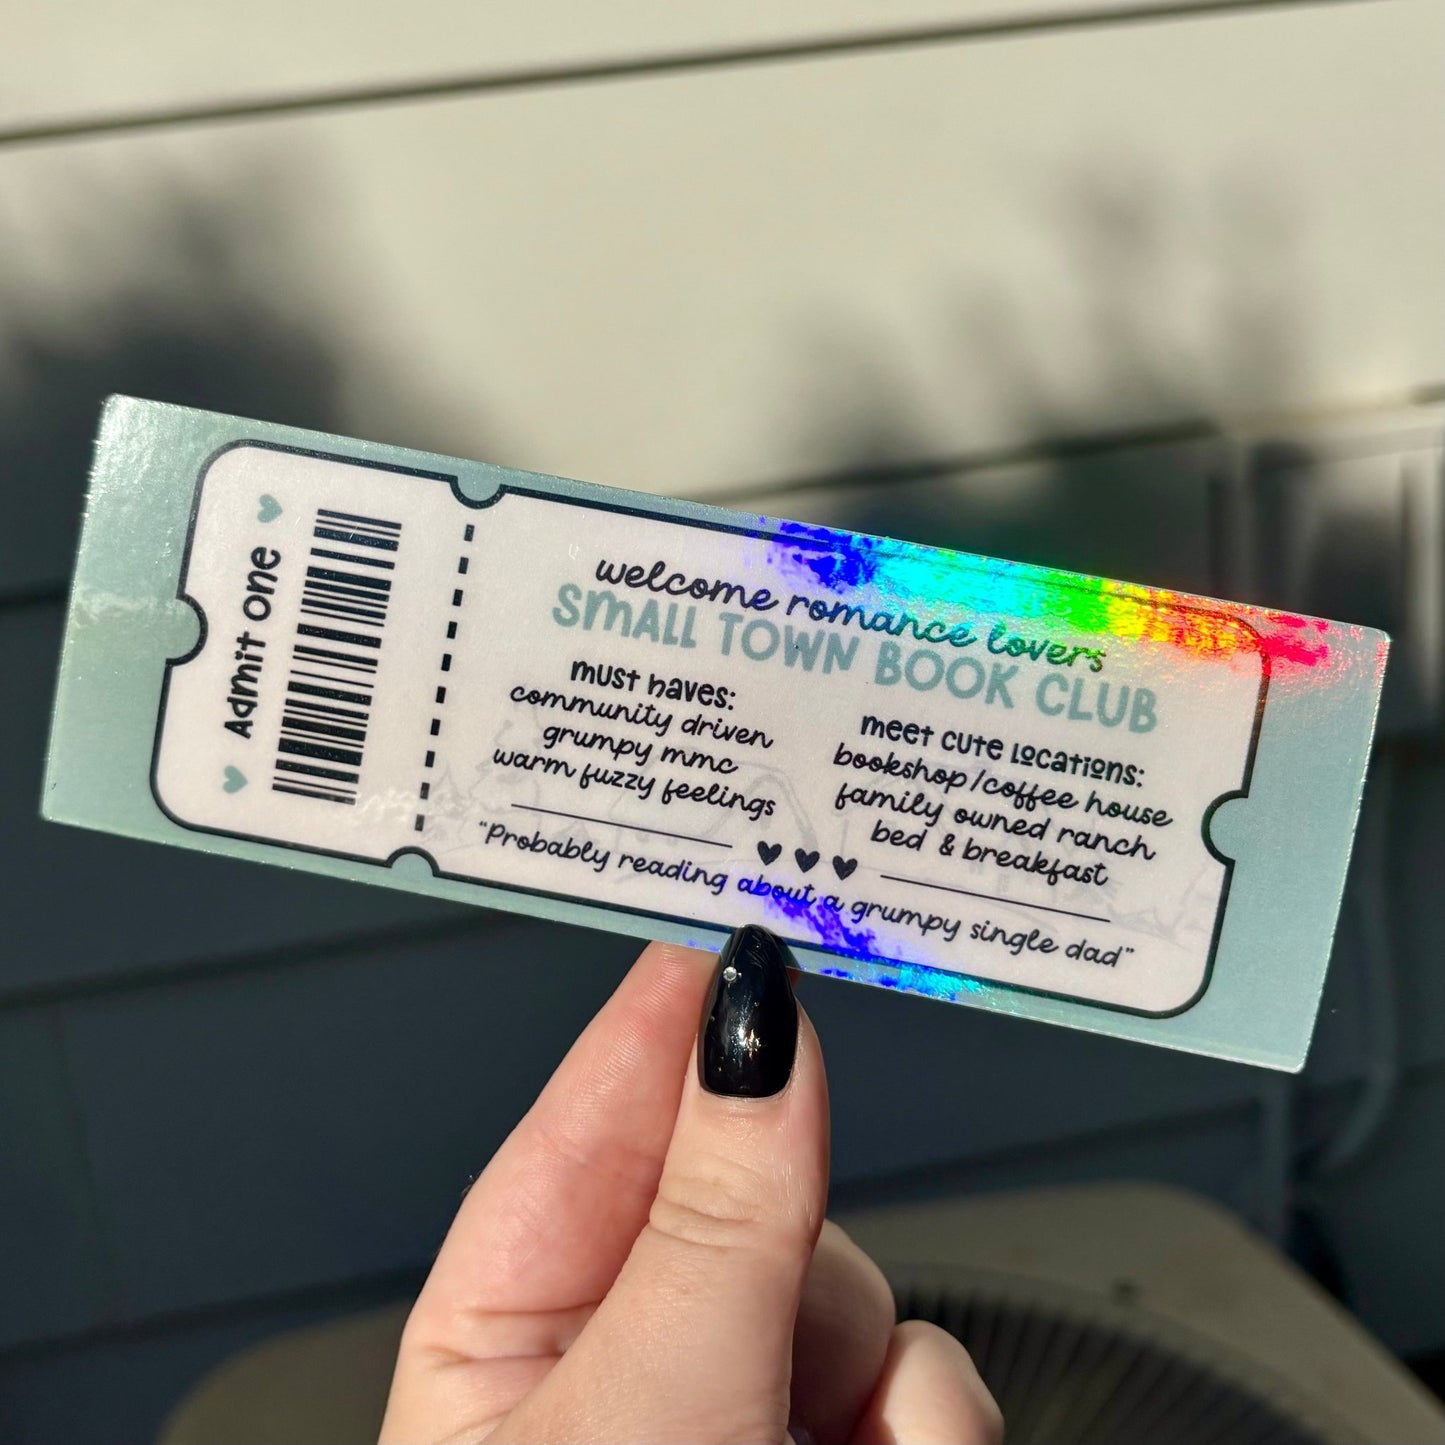 Admit One
welcome romance lovers
SMALL TOWN BOOK CLUB
must haves:
community driven
grumpy mmc
warm fuzzy feelings
meet cute locations:
bookshop/coffee house
family owned ranch
bed & breakfast
"Probably reading about a grumpy single dad"